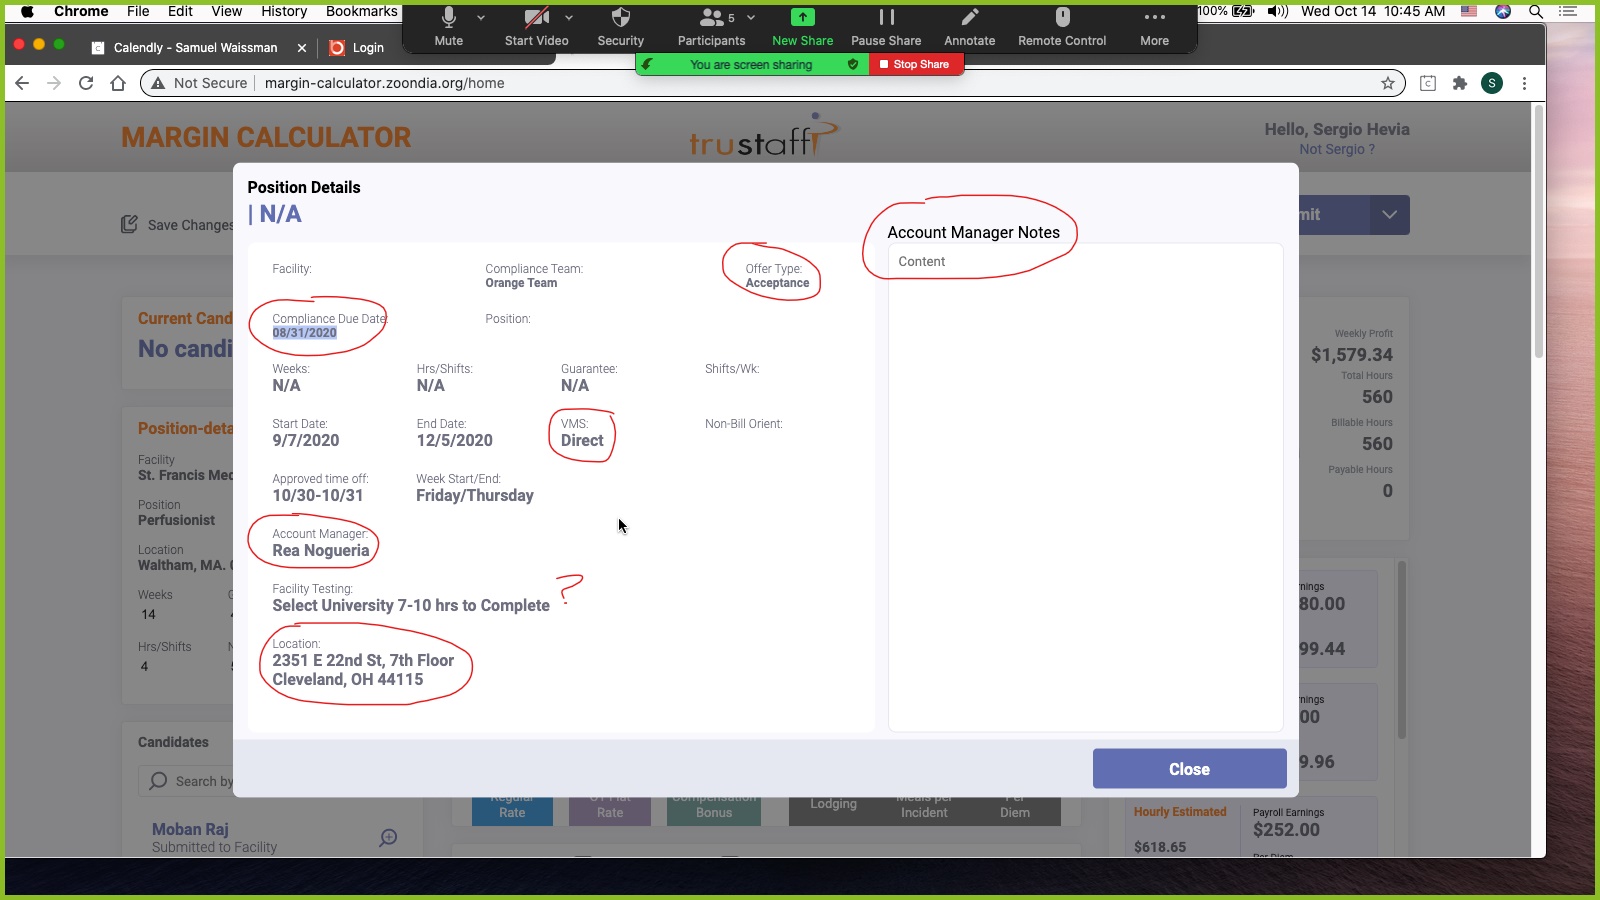 Chrome File Edit View History Bookmarks
100% Wed Oct 14 10:45 AM
Mute Start Video Security Participants 5 New Share Pause Share Annotate Remote Control More
You are screen sharing Stop Share
Calendly - Samuel Waissman Login
Not Secure margin-calculator.zoondia.org/home
S
MARGIN CALCULATOR
trustaff
Hello, Sergio Hevia
Not Sergio ?
Save Changes
mit
Position Details
| N/A
Facility:
Compliance Team:
Orange Team
Offer Type:
Acceptance
Compliance Due Date:
08/31/2020
Position:
Weeks:
N/A
Hrs/Shifts:
N/A
Guarantee:
N/A
Shifts/Wk:
Start Date:
9/7/2020
End Date:
12/5/2020
VMS:
Direct
Non-Bill Orient:
Approved time off:
10/30-10/31
Week Start/End:
Friday/Thursday
Account Manager:
Rea Nogueria
Facility Testing:
Select University 7-10 hrs to Complete
?
Location:
2351 E 22nd St, 7th Floor
Cleveland, OH 44115
Account Manager Notes
Content
Close
Current Cand
No candi
Position-deta
Facility
St. Francis Med
Position
Perfusionist
Location
Waltham, MA.
Weeks
14
Hrs/Shifts
4
Candidates
Search by
Moban Raj
Submitted to Facility
Regular
Rate
Rate
Compensation
Bonus
Lodging
Meals per
Incident
Per
Diem
Weekly Profit
$1,579.34
Total Hours
560
Billable Hours
560
Payable Hours
0
nings
80.00
99.44
nings
00
9.96
Hourly Estimated
$618.65
Payroll Earnings
$252.00
Per Diem